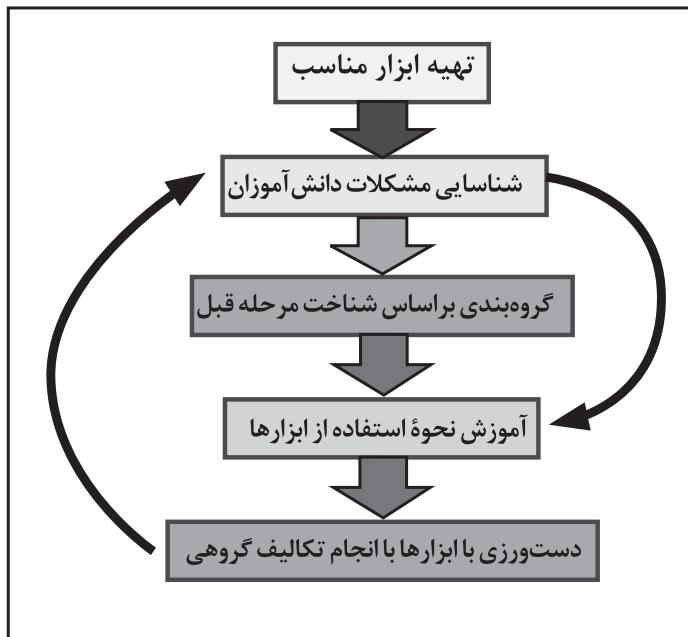 تهیه ابزار مناسب
شناسایی مشکلات دانش‌آموزان
گروه‌بندی براساس شناخت مرحله قبل
آموزش نحوهٔ استفاده از ابزارها
دست‌ورزی با ابزارها با انجام تکالیف گروهی